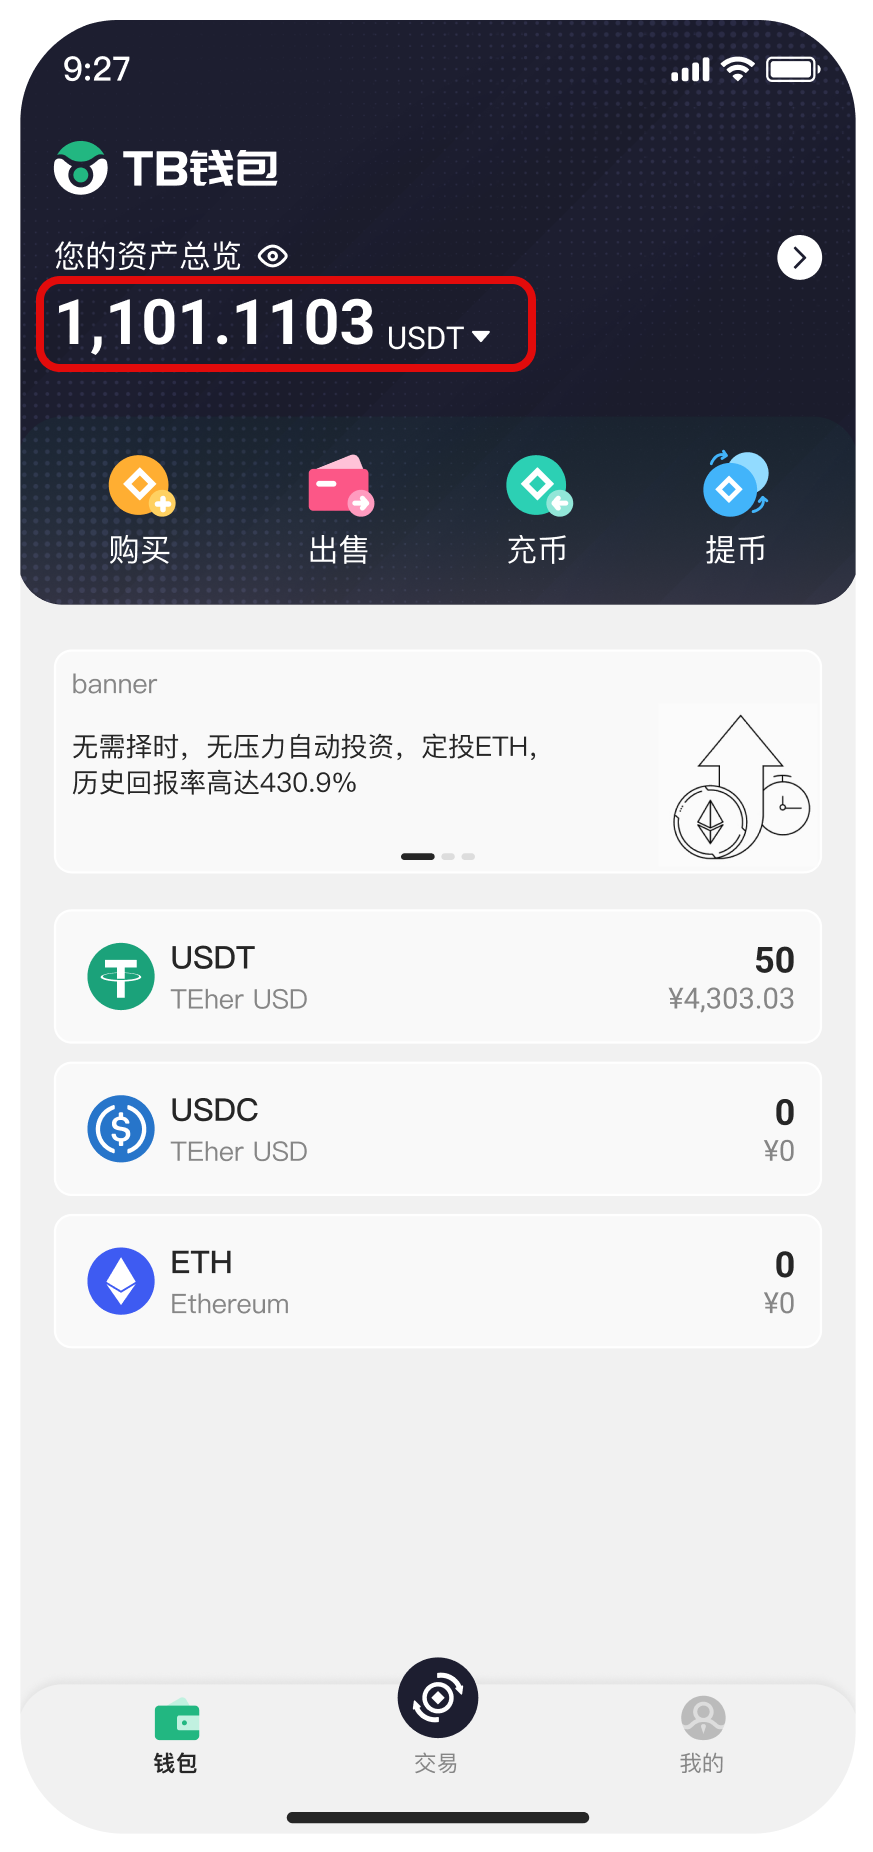 9:27
TB钱包
您的资产总览
1,101.1103 USDT
购买 出售 充币 提币
banner
无需择时，无压力自动投资，定投ETH，
历史回报率高达430.9%
USDT 50
TEher USD ¥4,303.03
USDC 0
TEher USD ¥0
ETH 0
Ethereum ¥0
钱包 交易 我的